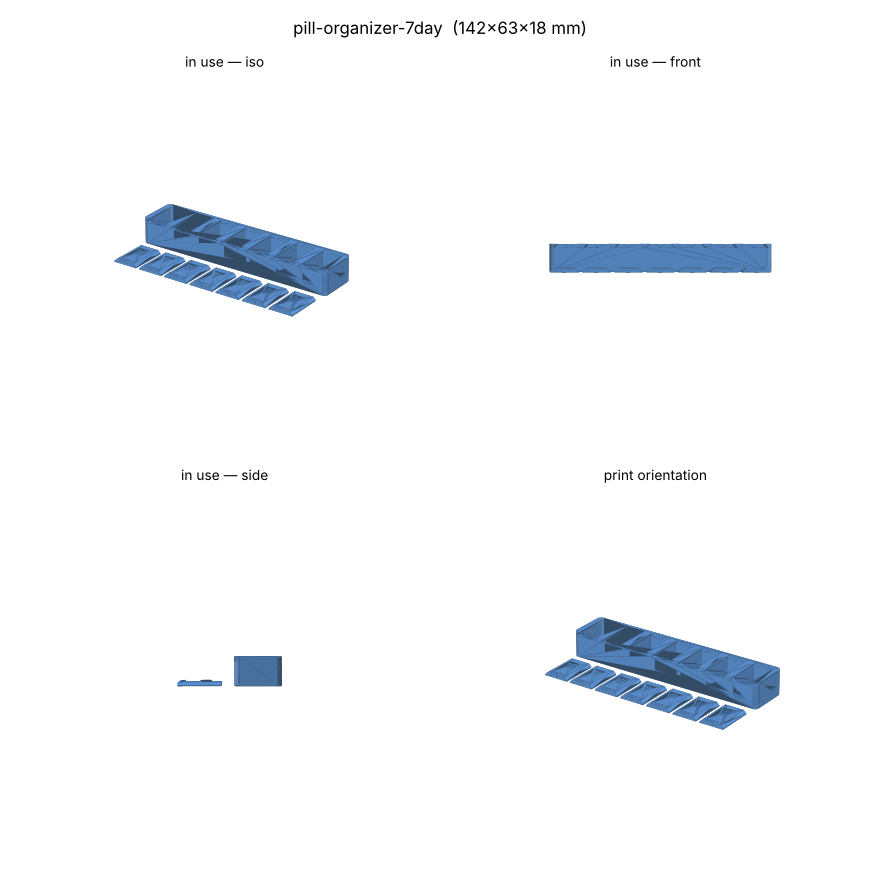 pill-organizer-7day (142×63×18 mm)
in use — iso
in use — front
in use — side
print orientation